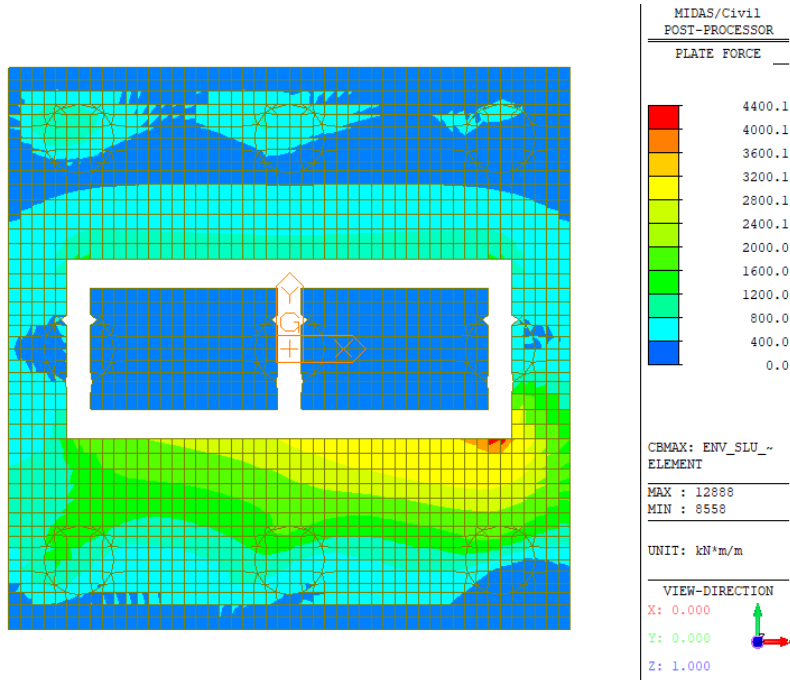 MIDAS/Civil
POST-PROCESSOR
PLATE FORCE
4400.1
4000.1
3600.1
3200.1
2800.1
2400.1
2000.0
1600.0
1200.0
800.0
400.0
0.0
Y
G
X
CBMAX: ENV_SLU_~
ELEMENT
MAX : 12888
MIN : 8558
UNIT: kN*m/m
VIEW-DIRECTION
X: 0.000
Y: 0.000
Z: 1.000
Z